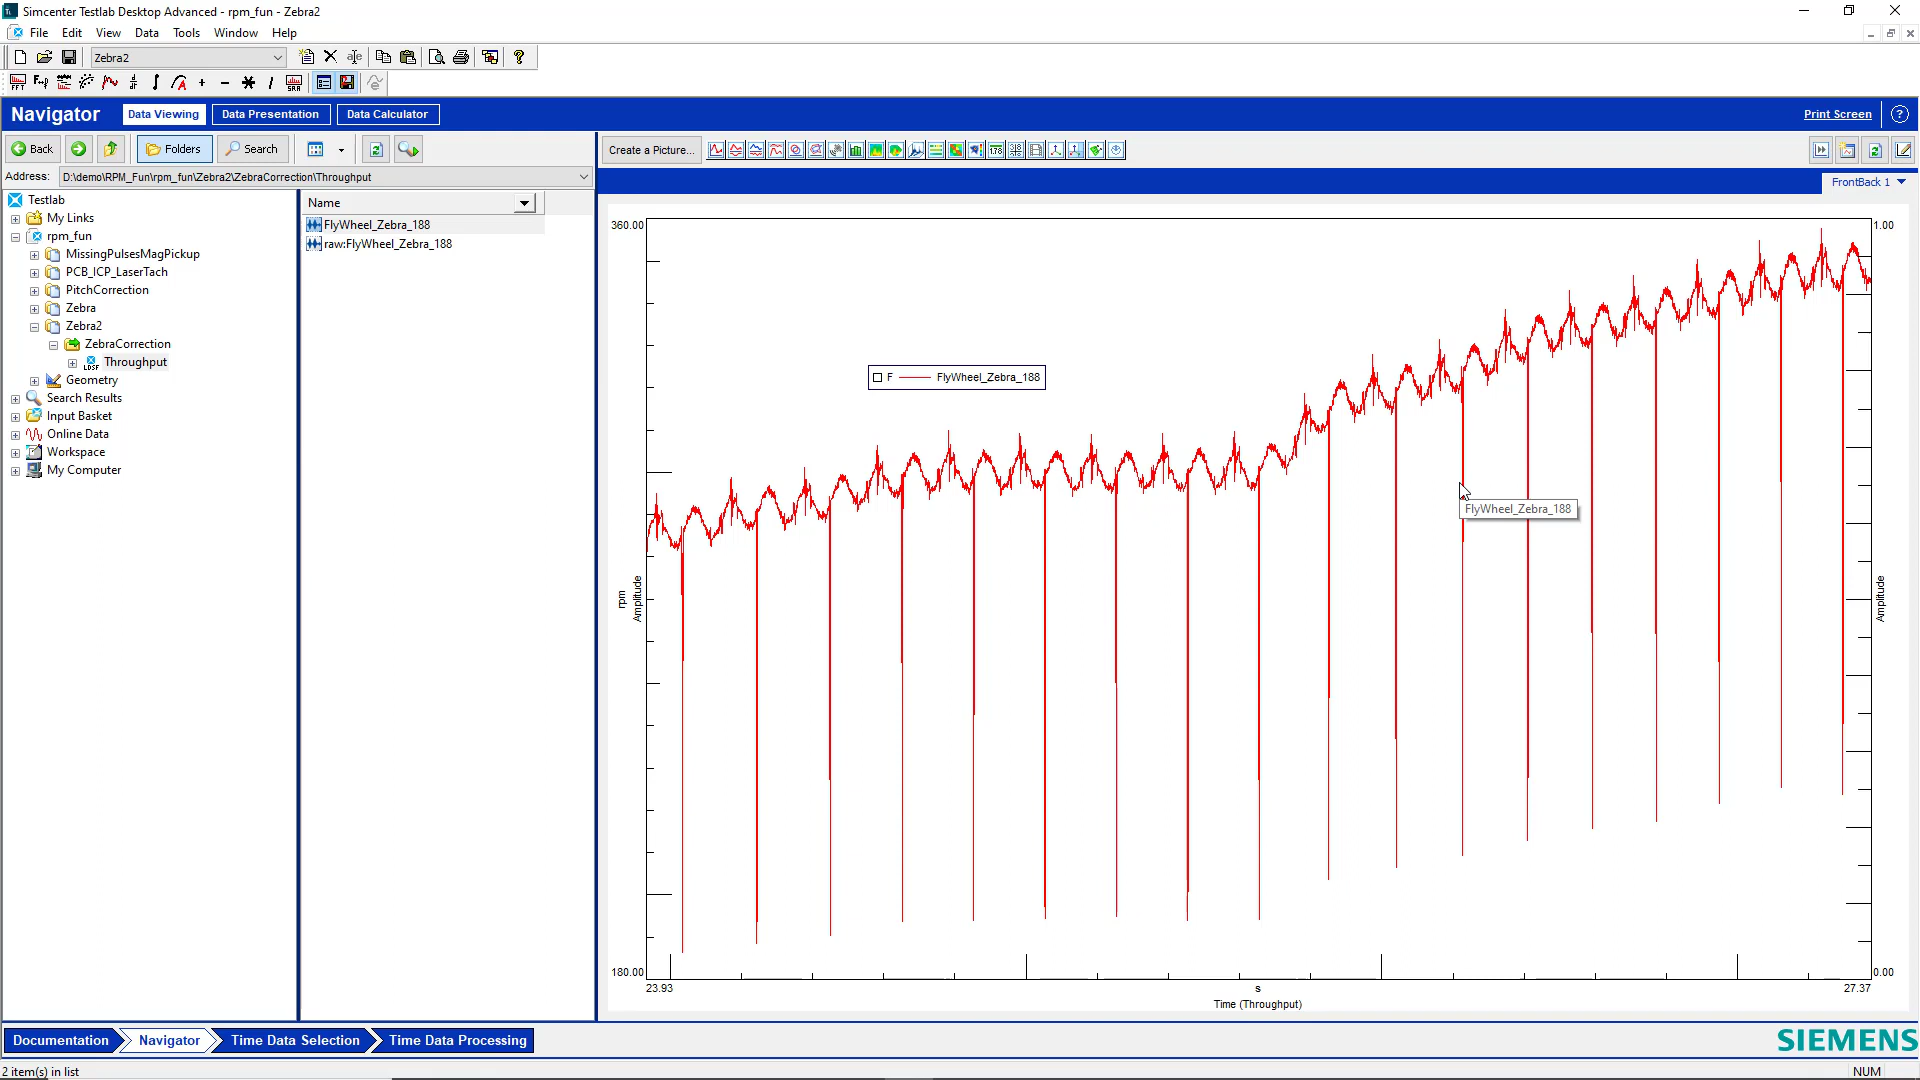 Simcenter Testlab Desktop Advanced - rpm_fun - Zebra2
File Edit View Data Tools Window Help
Zebra2
Navigator Data Viewing Data Presentation Data Calculator Print Screen
Back Folders Search Create a Picture...
Address: D:\demo\RPM_Fun\rpm_fun\Zebra2\ZebraCorrection\Throughput
FrontBack 1
Testlab
My Links
rpm_fun
MissingPulsesMagPickup
PCB_ICP_LaserTach
PitchCorrection
Zebra
Zebra2
ZebraCorrection
Throughput
Geometry
Search Results
Input Basket
Online Data
Workspace
My Computer
Name
FlyWheel_Zebra_188
raw:FlyWheel_Zebra_188
360.00
1.00
F FlyWheel_Zebra_188
FlyWheel_Zebra_188
rpm
Amplitude
Amplitude
180.00
0.00
23.93
s
27.37
Time (Throughput)
Documentation Navigator Time Data Selection Time Data Processing
SIEMENS
2 item(s) in list
NUM